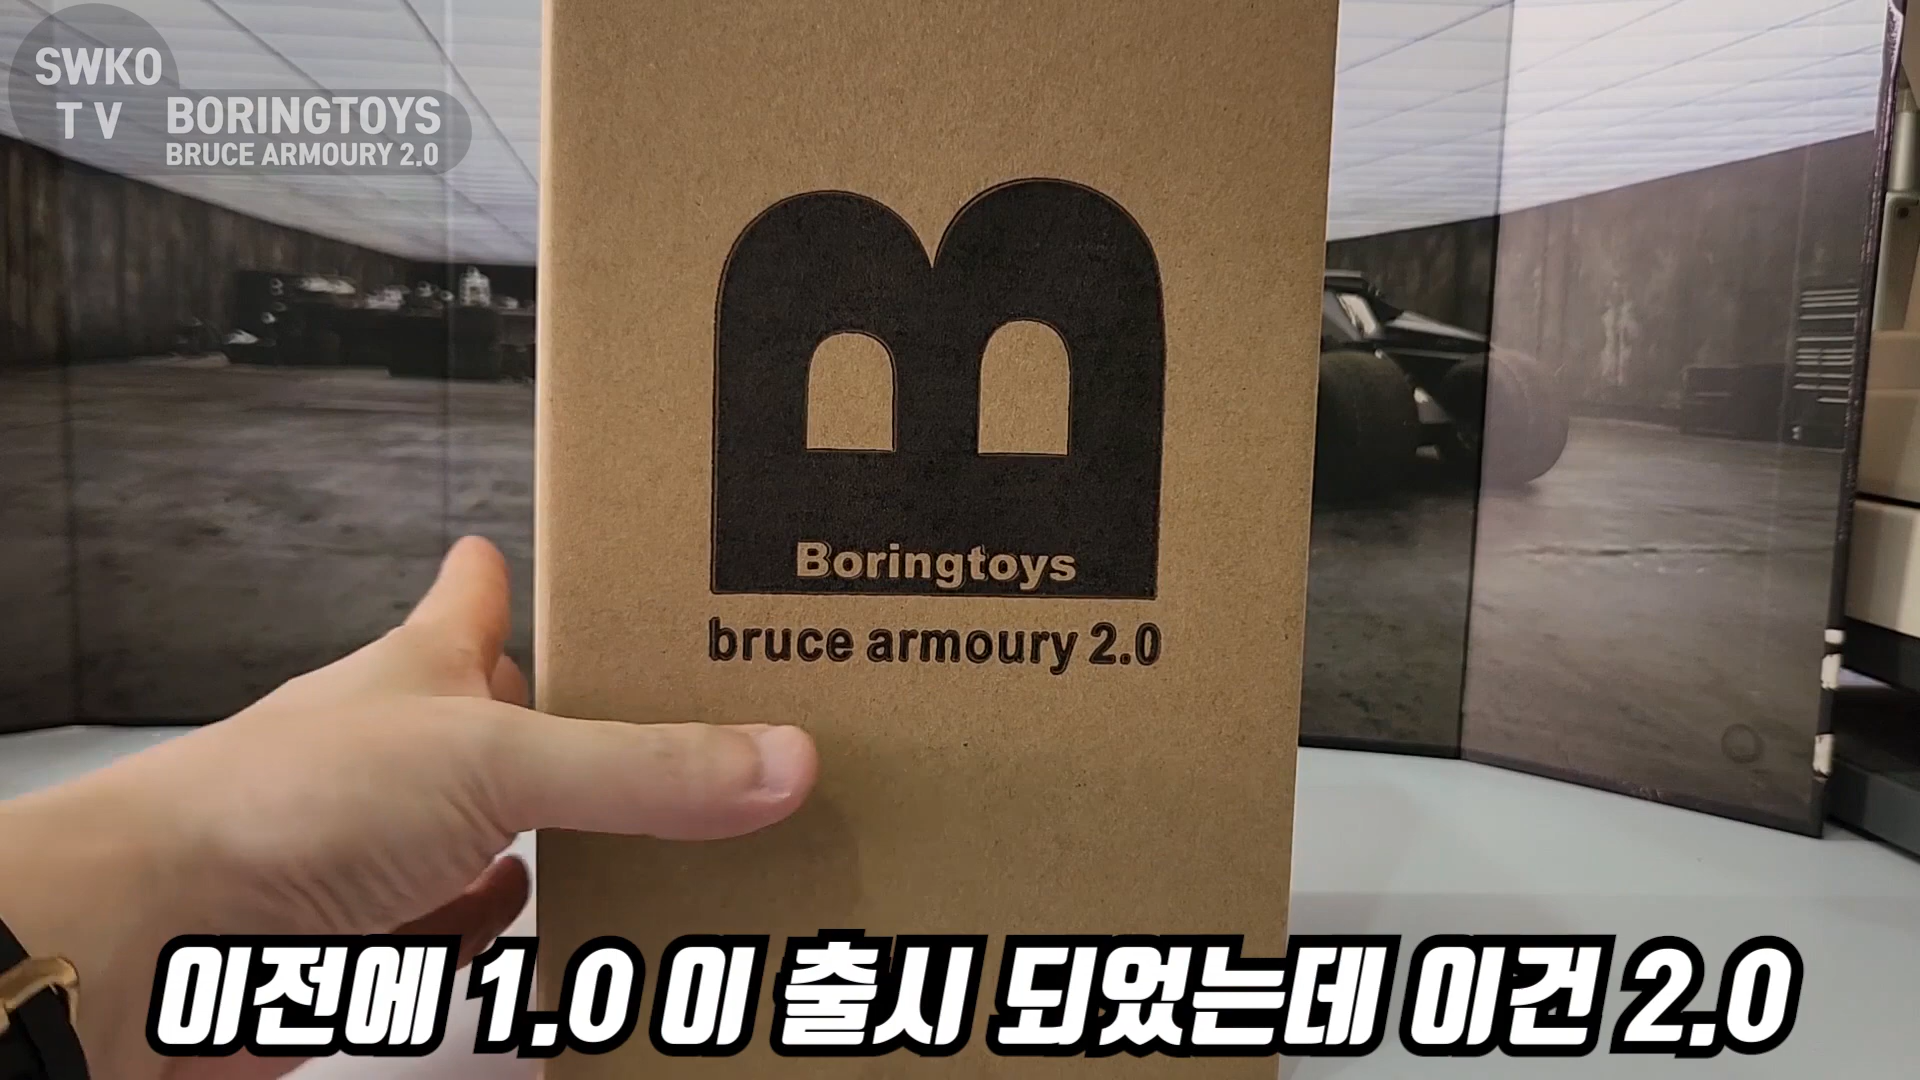 SWKO
TV
BORINGTOYS
BRUCE ARMOURY 2.0
Boringtoys
bruce armoury 2.0
이전에 1.0 이 출시 되었는데 이건 2.0